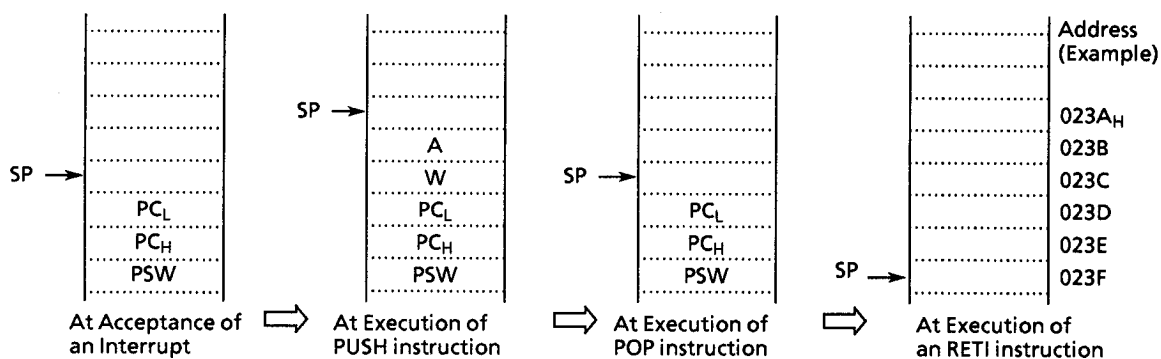 Address
(Example)
SP
023A_H
A
023B
SP
W
SP
023C
PC_L
PC_L
PC_L
023D
PC_H
PC_H
PC_H
023E
PSW
PSW
PSW
SP
023F
At Acceptance of
an Interrupt
At Execution of
PUSH instruction
At Execution of
POP instruction
At Execution of
an RETI instruction